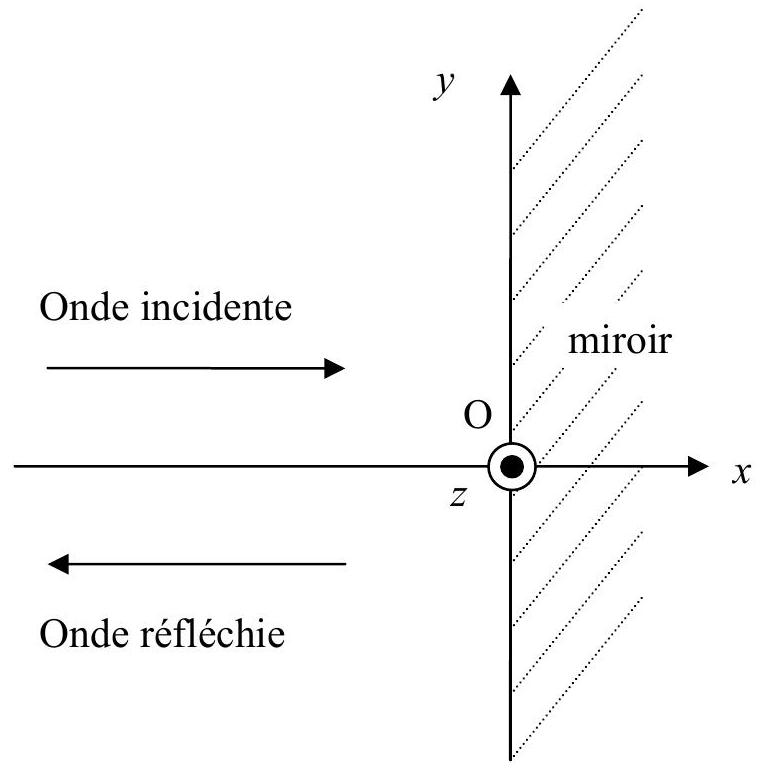 y
Onde incidente
miroir
O
x
z
Onde réfléchie